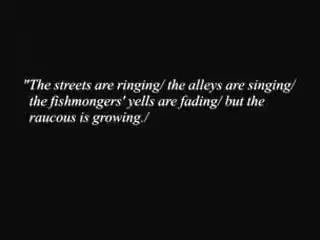 "The streets are ringing/ the alleys are singing/
the fishmongers' yells are fading/ but the
raucous is growing./